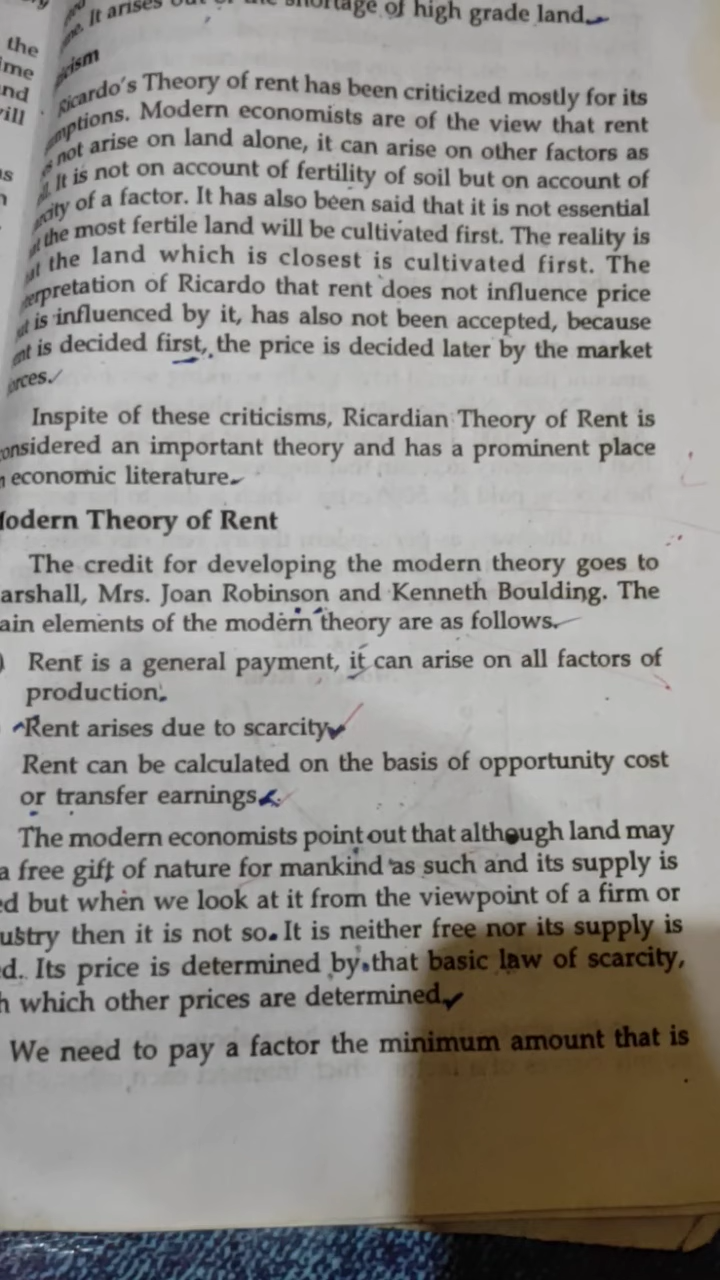 It arises shortage of high grade land.
the
Ricardo's Theory of rent has been criticized mostly for its
Modern economists are of the view that rent
not arise on land alone, it can arise on other factors as
It is not on account of fertility of soil but on account of
of a factor. It has also been said that it is not essential
the most fertile land will be cultivated first. The reality is
the land which is closest is cultivated first. The
of Ricardo that rent does not influence price
is influenced by it, has also not been accepted, because
is decided first, the price is decided later by the market
Inspite of these criticisms, Ricardian Theory of Rent is
onsidered an important theory and has a prominent place
economic literature.
odern Theory of Rent
The credit for developing the modern theory goes to
arshall, Mrs. Joan Robinson and Kenneth Boulding. The
ain elements of the modern theory are as follows.
) Rent is a general payment, it can arise on all factors of
production.
Rent arises due to scarcity
Rent can be calculated on the basis of opportunity cost
or transfer earnings
The modern economists point out that although land may
a free gift of nature for mankind as such and its supply is
ed but when we look at it from the viewpoint of a firm or
ustry then it is not so. It is neither free nor its supply is
d. Its price is determined by that basic law of scarcity,
h which other prices are determined
We need to pay a factor the minimum amount that is